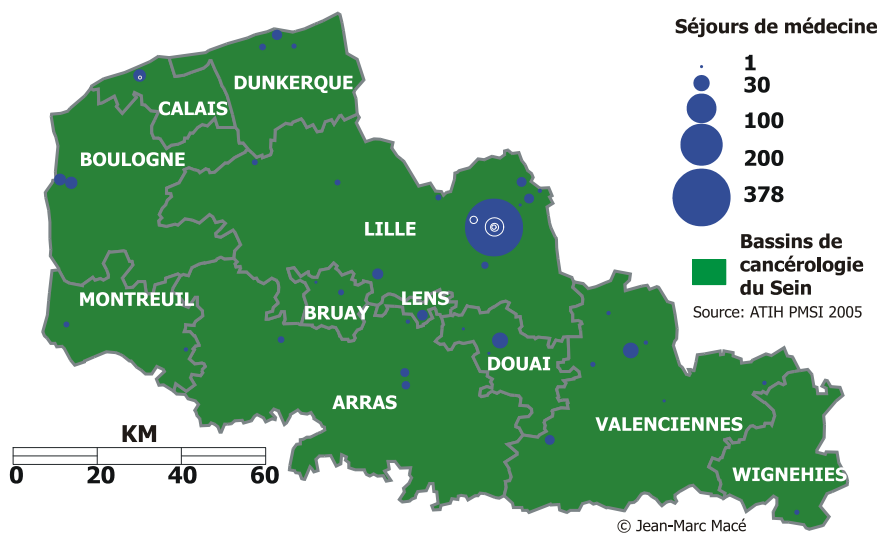 Séjours de médecine
1
30
100
200
378
Bassins de
cancérologie
du Sein
Source: ATIH PMSI 2005
DUNKERQUE
CALAIS
BOULOGNE
LILLE
MONTREUIL
BRUAY
LENS
DOUAI
ARRAS
VALENCIENNES
WIGNEHIES
KM
0 20 40 60
© Jean-Marc Macé